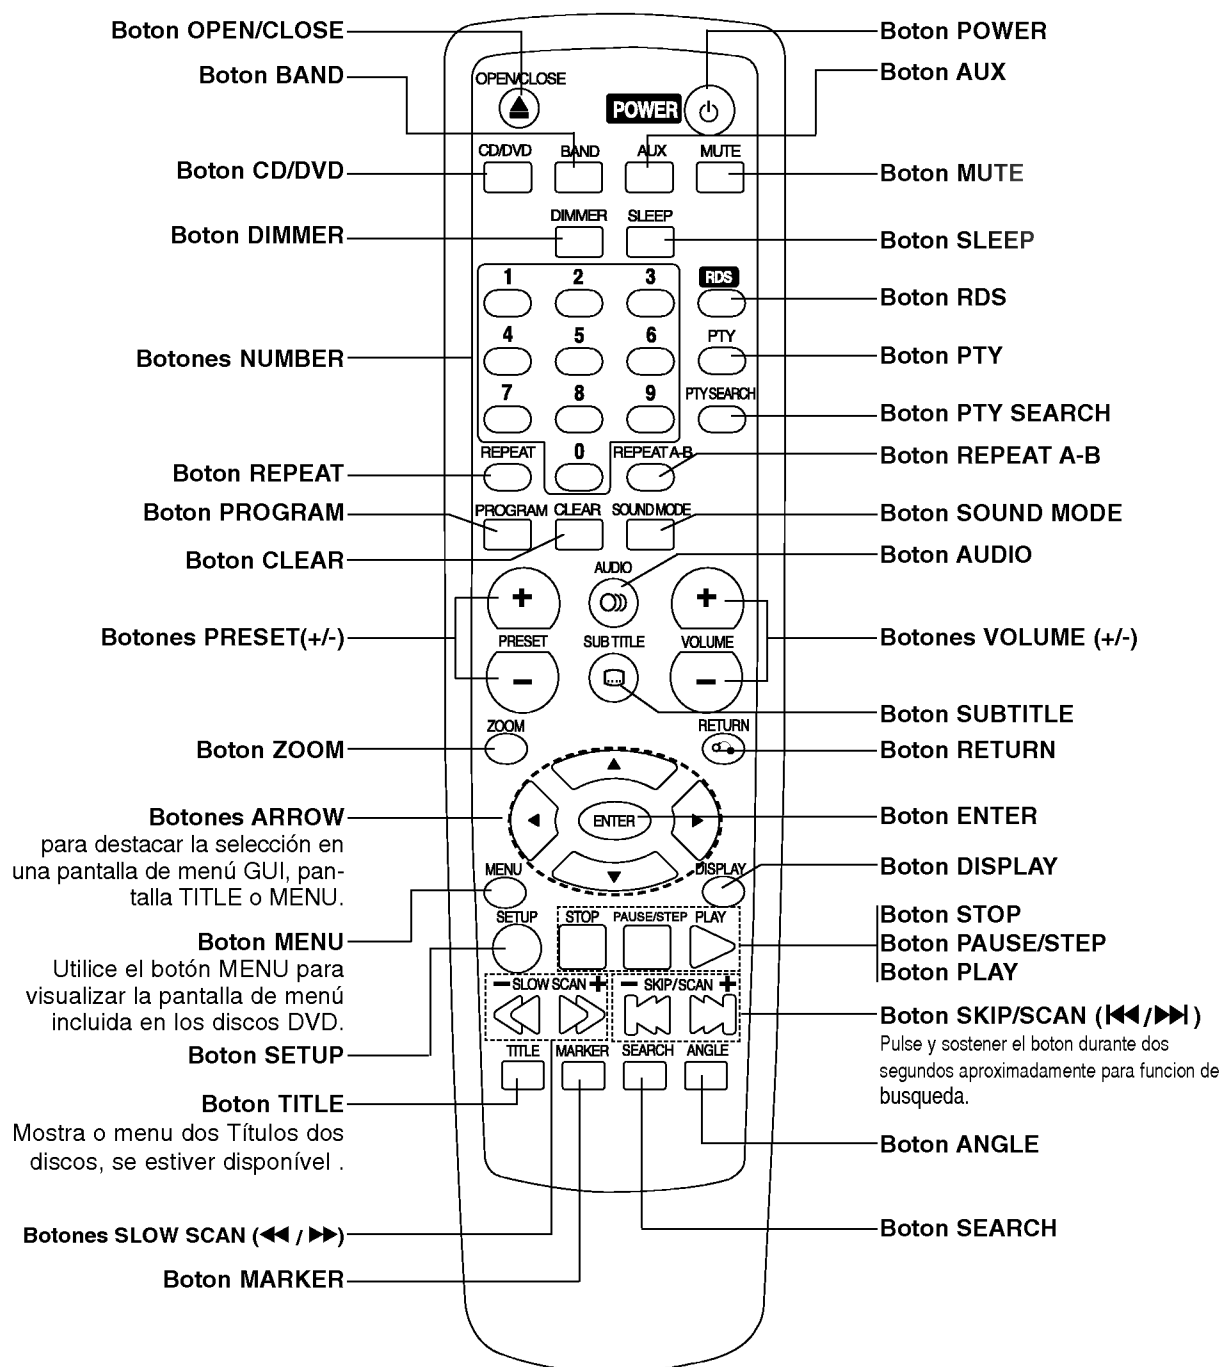 Boton OPEN/CLOSE
Boton BAND
Boton CD/DVD
Boton DIMMER
Botones NUMBER
Boton REPEAT
Boton PROGRAM
Boton CLEAR
Botones PRESET(+/-)
Boton ZOOM
Botones ARROW
para destacar la selección en
una pantalla de menú GUI, pan-
talla TITLE o MENU.
Boton MENU
Utilice el botón MENU para
visualizar la pantalla de menú
incluida en los discos DVD.
Boton SETUP
Boton TITLE
Mostra o menu dos Títulos dos
discos, se estiver disponível .
Botones SLOW SCAN (◀◀ / ▶▶)
Boton MARKER
OPEN/CLOSE
POWER
CD/DVD BAND AUX MUTE
DIMMER SLEEP
1 2 3 RDS
4 5 6 PTY
7 8 9 PTY SEARCH
REPEAT 0 REPEAT A-B
PROGRAM CLEAR SOUND MODE
AUDIO
+ +
PRESET SUB TITLE VOLUME
– –
ZOOM RETURN
▲
◀ ENTER ▶
▼
MENU DISPLAY
SETUP STOP PAUSE/STEP PLAY
– SLOW SCAN + – SKIP/SCAN +
TITLE MARKER SEARCH ANGLE
Boton POWER
Boton AUX
Boton MUTE
Boton SLEEP
Boton RDS
Boton PTY
Boton PTY SEARCH
Boton REPEAT A-B
Boton SOUND MODE
Boton AUDIO
Botones VOLUME (+/-)
Boton SUBTITLE
Boton RETURN
Boton ENTER
Boton DISPLAY
Boton STOP
Boton PAUSE/STEP
Boton PLAY
Boton SKIP/SCAN (|◀◀/▶▶|)
Pulse y sostener el boton durante dos
segundos aproximadamente para funcion de
busqueda.
Boton ANGLE
Boton SEARCH